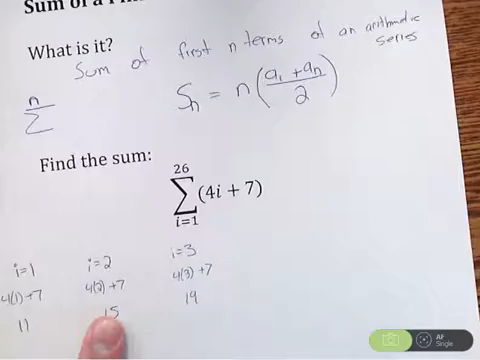 Sum of a
What is it?
Sum of first n terms of an arithmetic series
n
Σ
Sₙ = n((a₁ + aₙ)/2)
Find the sum:
26
∑(4i + 7)
i=1
i=1 i=2 i=3
4(1)+7 4(2)+7 4(3)+7
11 15 19
AF
Single